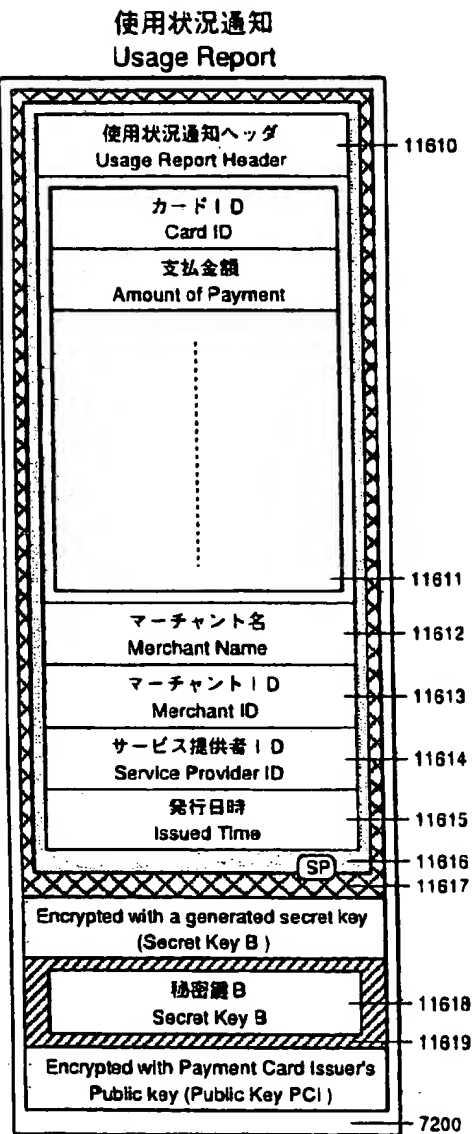 使用状況通知
Usage Report
使用状況通知ヘッダ
Usage Report Header
11610
カードID
Card ID
支払金額
Amount of Payment
11611
マーチャント名
Merchant Name
11612
マーチャントID
Merchant ID
11613
サービス提供者ID
Service Provider ID
11614
発行日時
Issued Time
11615
11616
SP
11617
Encrypted with a generated secret key
(Secret Key B )
秘密鍵B
Secret Key B
11618
11619
Encrypted with Payment Card Issuer's
Public key (Public Key PCI )
7200